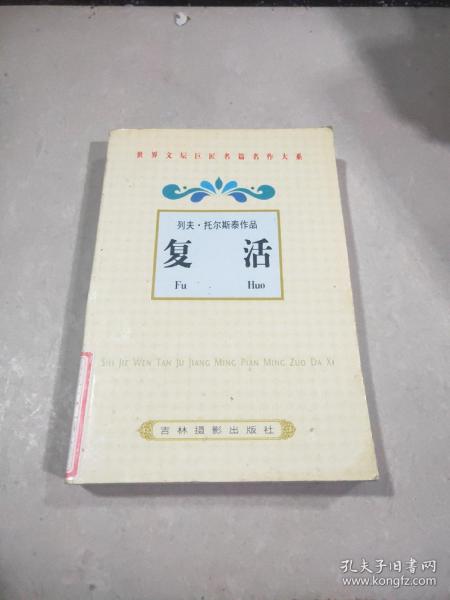 世界文坛巨匠名篇名作大系
列夫·托尔斯泰作品
复 活
Fu Huo
SHI JIE WEN TAN JU JIANG MING PIAN MING ZUO DA XI
吉林摄影出版社
孔夫子旧书网
www.kongfz.com